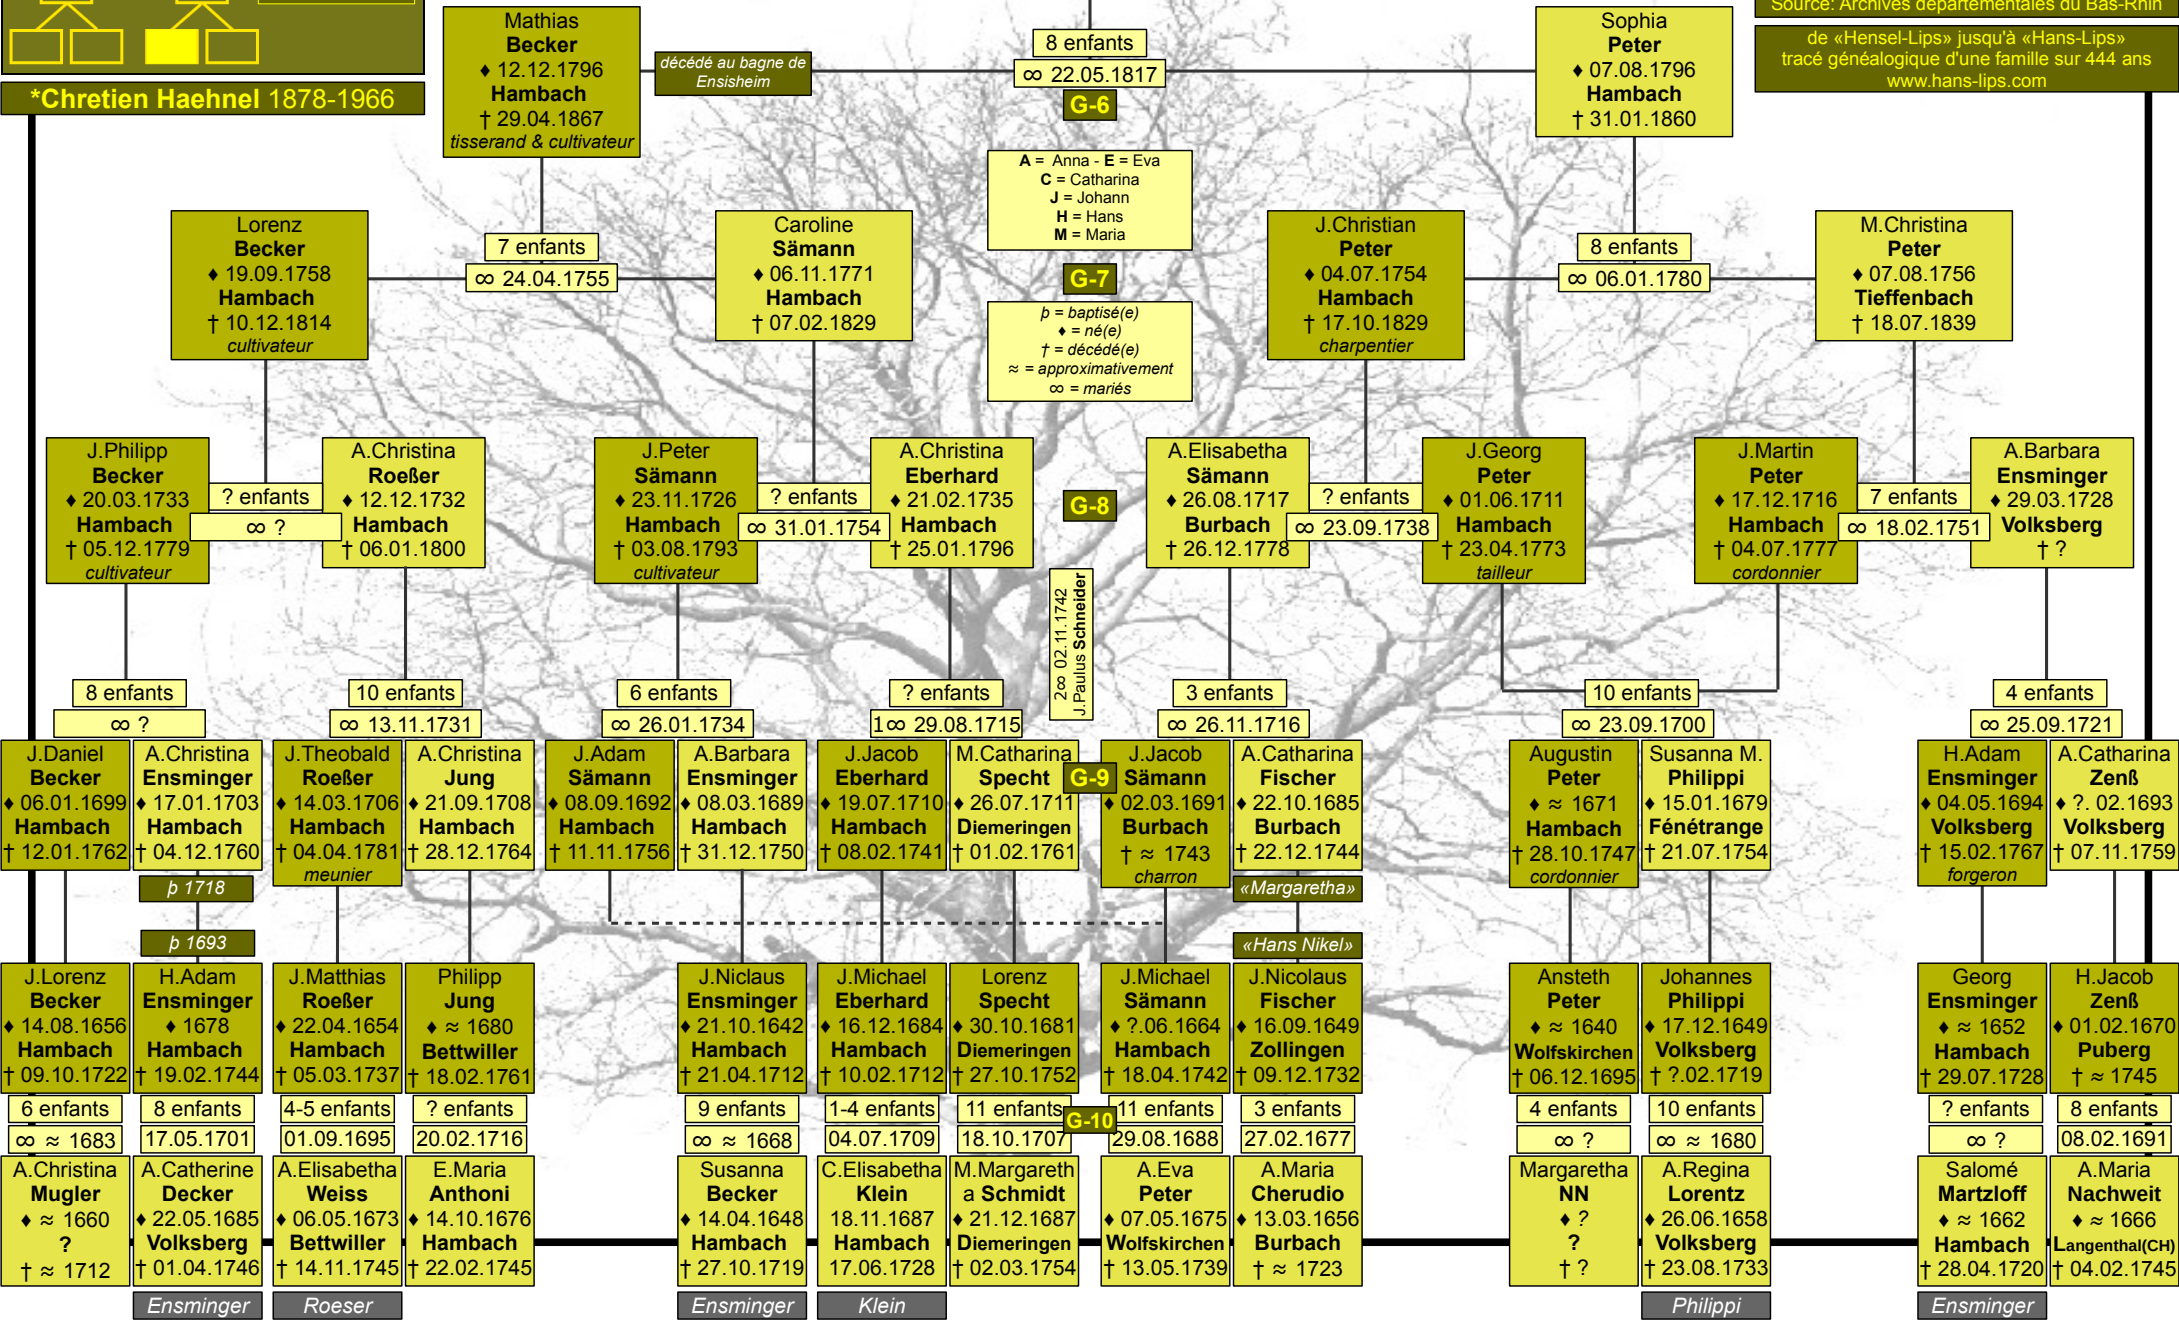 Source: Archives départementales du Bas-Rhin
de «Hensel-Lips» jusqu'à «Hans-Lips»
tracé généalogique d'une famille sur 444 ans
www.hans-lips.com
*Chretien Haehnel 1878-1966
Mathias
Becker
♦ 12.12.1796
Hambach
† 29.04.1867
tisserand & cultivateur
décédé au bagne de
Ensisheim
8 enfants
∞ 22.05.1817
G-6
Sophia
Peter
♦ 07.08.1796
Hambach
† 31.01.1860
A = Anna - E = Eva
C = Catharina
J = Johann
H = Hans
M = Maria
Lorenz
Becker
♦ 19.09.1758
Hambach
† 10.12.1814
cultivateur
7 enfants
∞ 24.04.1755
Caroline
Sämann
♦ 06.11.1771
Hambach
† 07.02.1829
G-7
þ = baptisé(e)
♦ = né(e)
† = décédé(e)
≈ = approximativement
∞ = mariés
J.Christian
Peter
♦ 04.07.1754
Hambach
† 17.10.1829
charpentier
8 enfants
∞ 06.01.1780
M.Christina
Peter
♦ 07.08.1756
Tieffenbach
† 18.07.1839
J.Philipp
Becker
♦ 20.03.1733
Hambach
† 05.12.1779
cultivateur
? enfants
∞ ?
A.Christina
Roeßer
♦ 12.12.1732
Hambach
† 06.01.1800
J.Peter
Sämann
♦ 23.11.1726
Hambach
† 03.08.1793
cultivateur
? enfants
∞ 31.01.1754
A.Christina
Eberhard
♦ 21.02.1735
Hambach
† 25.01.1796
G-8
A.Elisabetha
Sämann
♦ 26.08.1717
Burbach
† 26.12.1778
? enfants
∞ 23.09.1738
J.Georg
Peter
♦ 01.06.1711
Hambach
† 23.04.1773
tailleur
J.Martin
Peter
♦ 17.12.1716
Hambach
† 04.07.1777
cordonnier
7 enfants
∞ 18.02.1751
A.Barbara
Ensminger
♦ 29.03.1728
Volksberg
† ?
2∞ 02.11.1742
J.Paulus Schneider
8 enfants
∞ ?
10 enfants
∞ 13.11.1731
6 enfants
∞ 26.01.1734
? enfants
1∞ 29.08.1715
3 enfants
∞ 26.11.1716
10 enfants
∞ 23.09.1700
4 enfants
∞ 25.09.1721
J.Daniel
Becker
♦ 06.01.1699
Hambach
† 12.01.1762
A.Christina
Ensminger
♦ 17.01.1703
Hambach
† 04.12.1760
þ 1718
þ 1693
J.Theobald
Roeßer
♦ 14.03.1706
Hambach
† 04.04.1781
meunier
A.Christina
Jung
♦ 21.09.1708
Hambach
† 28.12.1764
J.Adam
Sämann
♦ 08.09.1692
Hambach
† 11.11.1756
A.Barbara
Ensminger
♦ 08.03.1689
Hambach
† 31.12.1750
J.Jacob
Eberhard
♦ 19.07.1710
Hambach
† 08.02.1741
M.Catharina
Specht
♦ 26.07.1711
Diemeringen
† 01.02.1761
G-9
J.Jacob
Sämann
♦ 02.03.1691
Burbach
† ≈ 1743
charron
A.Catharina
Fischer
♦ 22.10.1685
Burbach
† 22.12.1744
«Margaretha»
«Hans Nikel»
Augustin
Peter
♦ ≈ 1671
Hambach
† 28.10.1747
cordonnier
Susanna M.
Philippi
♦ 15.01.1679
Fénétrange
† 21.07.1754
H.Adam
Ensminger
♦ 04.05.1694
Volksberg
† 15.02.1767
forgeron
A.Catharina
Zenß
♦ ?. 02.1693
Volksberg
† 07.11.1759
J.Lorenz
Becker
♦ 14.08.1656
Hambach
† 09.10.1722
6 enfants
∞ ≈ 1683
A.Christina
Mugler
♦ ≈ 1660
?
† ≈ 1712
H.Adam
Ensminger
♦ 1678
Hambach
† 19.02.1744
8 enfants
17.05.1701
A.Catherine
Decker
♦ 22.05.1685
Volksberg
† 01.04.1746
Ensminger
J.Matthias
Roeßer
♦ 22.04.1654
Hambach
† 05.03.1737
4-5 enfants
01.09.1695
A.Elisabetha
Weiss
♦ 06.05.1673
Bettwiller
† 14.11.1745
Roeser
Philipp
Jung
♦ ≈ 1680
Bettwiller
† 18.02.1761
? enfants
20.02.1716
E.Maria
Anthoni
♦ 14.10.1676
Hambach
† 22.02.1745
J.Niclaus
Ensminger
♦ 21.10.1642
Hambach
† 21.04.1712
9 enfants
∞ ≈ 1668
Susanna
Becker
♦ 14.04.1648
Hambach
† 27.10.1719
Ensminger
J.Michael
Eberhard
♦ 16.12.1684
Hambach
† 10.02.1712
1-4 enfants
04.07.1709
C.Elisabetha
Klein
18.11.1687
Hambach
17.06.1728
Klein
Lorenz
Specht
♦ 30.10.1681
Diemeringen
† 27.10.1752
11 enfants
18.10.1707
M.Margareth
a Schmidt
♦ 21.12.1687
Diemeringen
† 02.03.1754
G-10
J.Michael
Sämann
♦ ?.06.1664
Hambach
† 18.04.1742
11 enfants
29.08.1688
A.Eva
Peter
♦ 07.05.1675
Wolfskirchen
† 13.05.1739
J.Nicolaus
Fischer
♦ 16.09.1649
Zollingen
† 09.12.1732
3 enfants
27.02.1677
A.Maria
Cherudio
♦ 13.03.1656
Burbach
† ≈ 1723
Ansteth
Peter
♦ ≈ 1640
Wolfskirchen
† 06.12.1695
4 enfants
∞ ?
Margaretha
NN
♦ ?
?
† ?
Johannes
Philippi
♦ 17.12.1649
Volksberg
† ?.02.1719
10 enfants
∞ ≈ 1680
A.Regina
Lorentz
♦ 26.06.1658
Volksberg
† 23.08.1733
Philippi
Georg
Ensminger
♦ ≈ 1652
Hambach
† 29.07.1728
? enfants
∞ ?
Salomé
Martzloff
♦ ≈ 1662
Hambach
† 28.04.1720
Ensminger
H.Jacob
Zenß
♦ 01.02.1670
Puberg
† ≈ 1745
8 enfants
08.02.1691
A.Maria
Nachweit
♦ ≈ 1666
Langenthal(CH)
† 04.02.1745